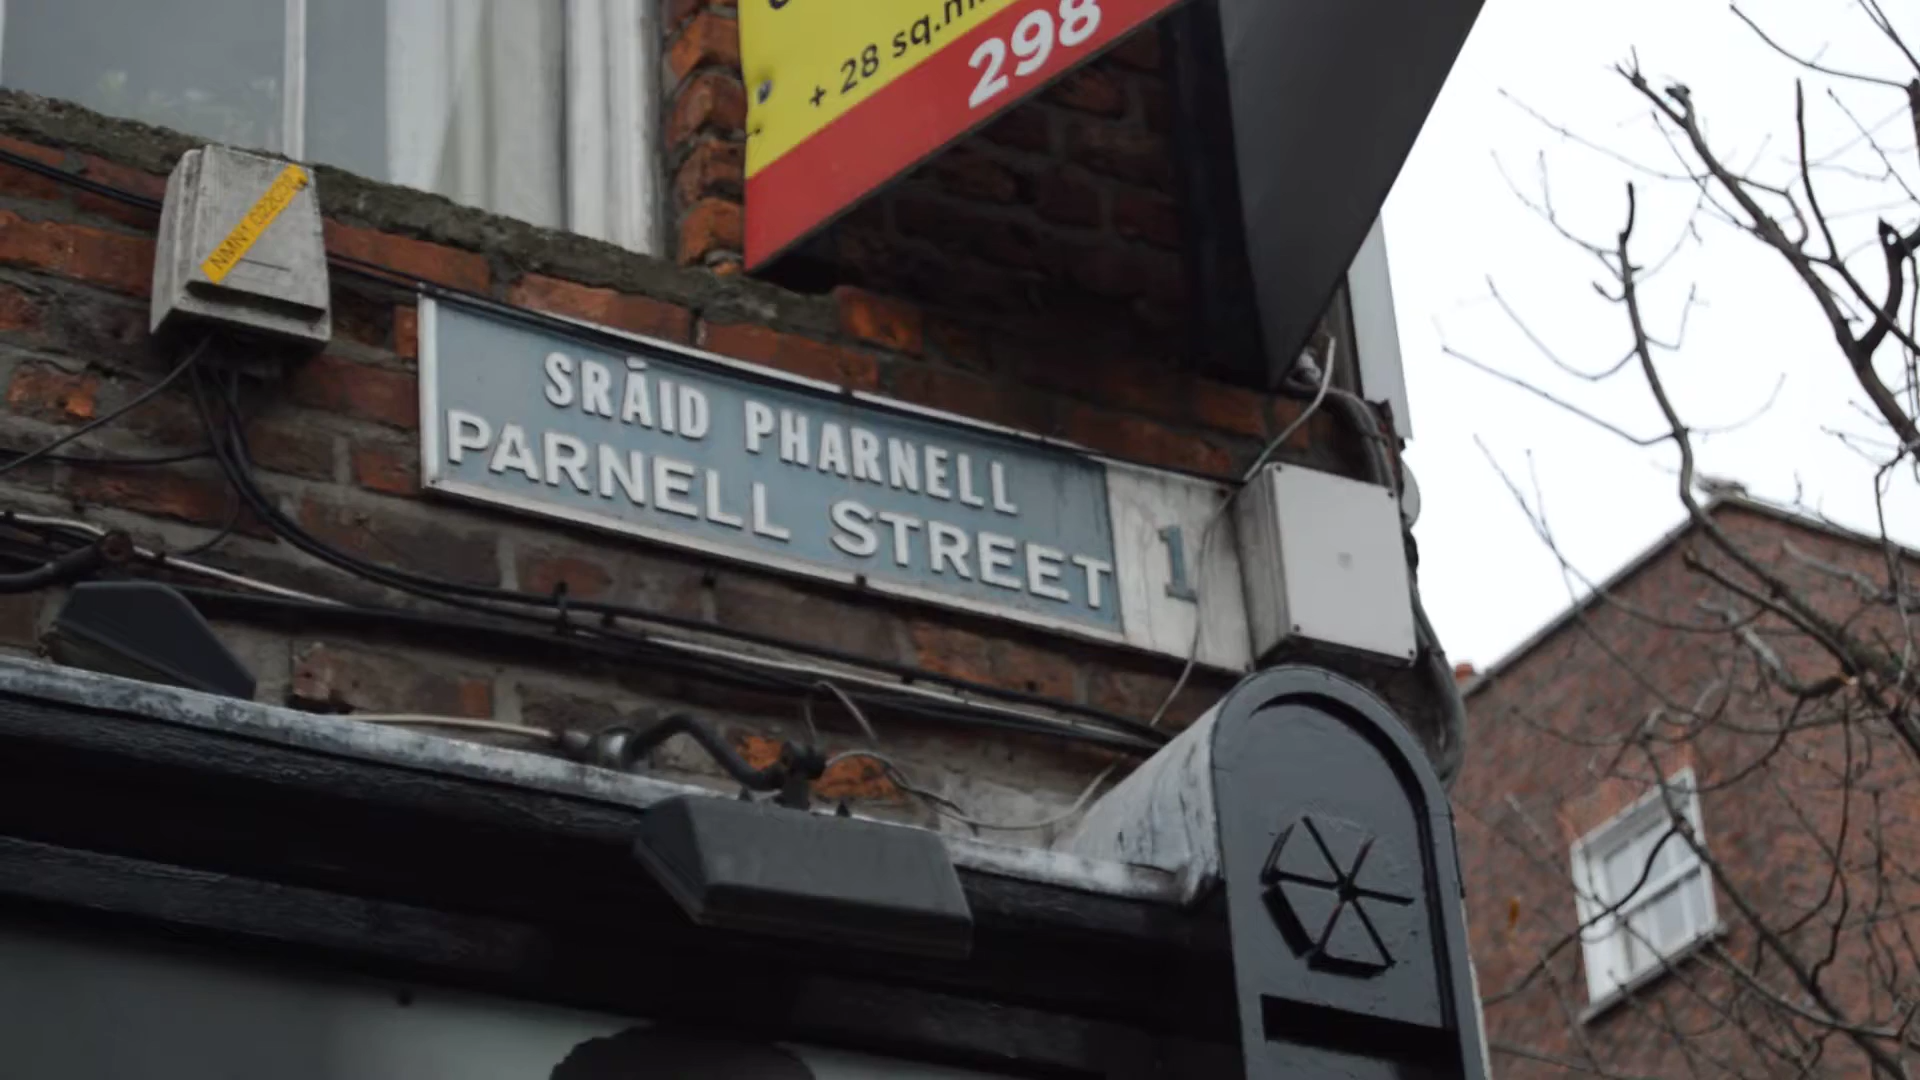 + 28 sq.m
298
SRÁID PHARNELL
PARNELL STREET
1